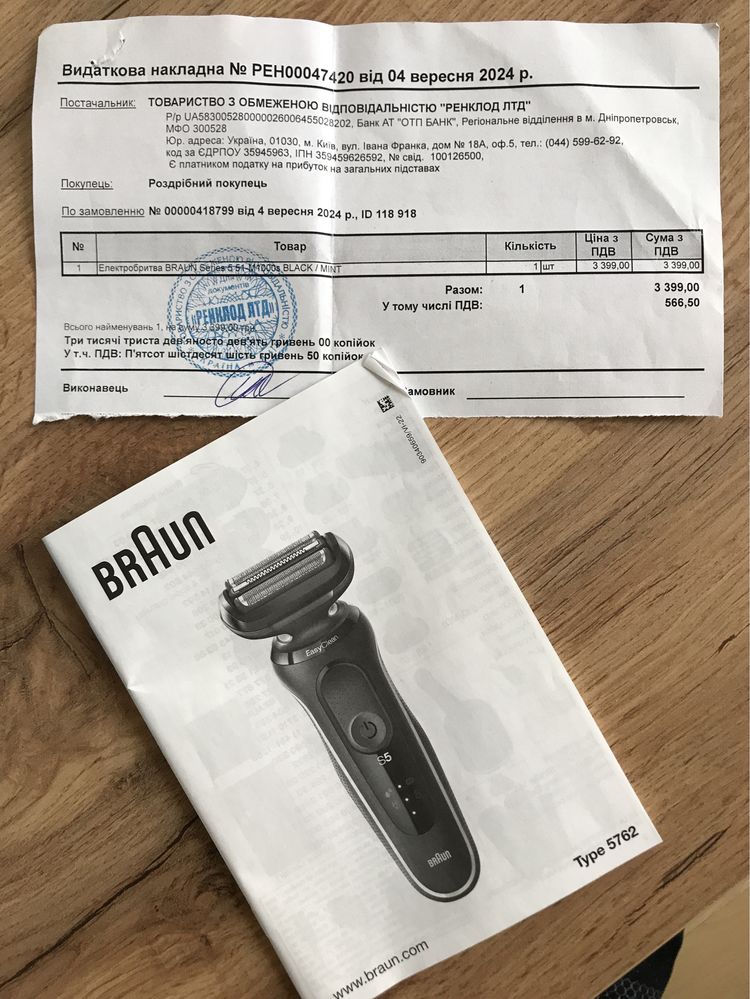 Видаткова накладна № РЕН00047420 від 04 вересня 2024 р.
Постачальник: ТОВАРИСТВО З ОБМЕЖЕНОЮ ВІДПОВІДАЛЬНІСТЮ "РЕНКЛОД ЛТД"
Р/р UA583005280000026006455028202, Банк АТ "ОТП БАНК", Регіональне відділення в м. Дніпропетровськ,
МФО 300528
Юр. адреса: Україна, 01030, м. Київ, вул. Івана Франка, дом № 18А, оф.5, тел.: (044) 599-62-92,
код за ЄДРПОУ 35945963, ІПН 359459626592, № свід. 100126500,
Є платником податку на прибуток на загальних підставах
Покупець: Роздрібний покупець
По замовленню № 00000418799 від 4 вересня 2024 р., ID 118 918
№ Товар Кількість Ціна з ПДВ Сума з ПДВ
1 Електробритва BRAUN Series 5 51-M1000s BLACK / MINT 1 шт 3 399,00 3 399,00
Разом: 1 3 399,00
У тому числі ПДВ: 566,50
Всього найменувань 1, на суму 3 399,00 грн.
Три тисячі триста дев'яносто дев'ять гривень 00 копійок
У т.ч. ПДВ: П'ятсот шістдесят шість гривень 50 копійок
Виконавець амовник
документів
"РЕНКЛОД ЛТД"
УКРАЇНА
90340659/VI-22
BRAUN
EasyClean
S5
BRAUN
Type 5762
www.braun.com